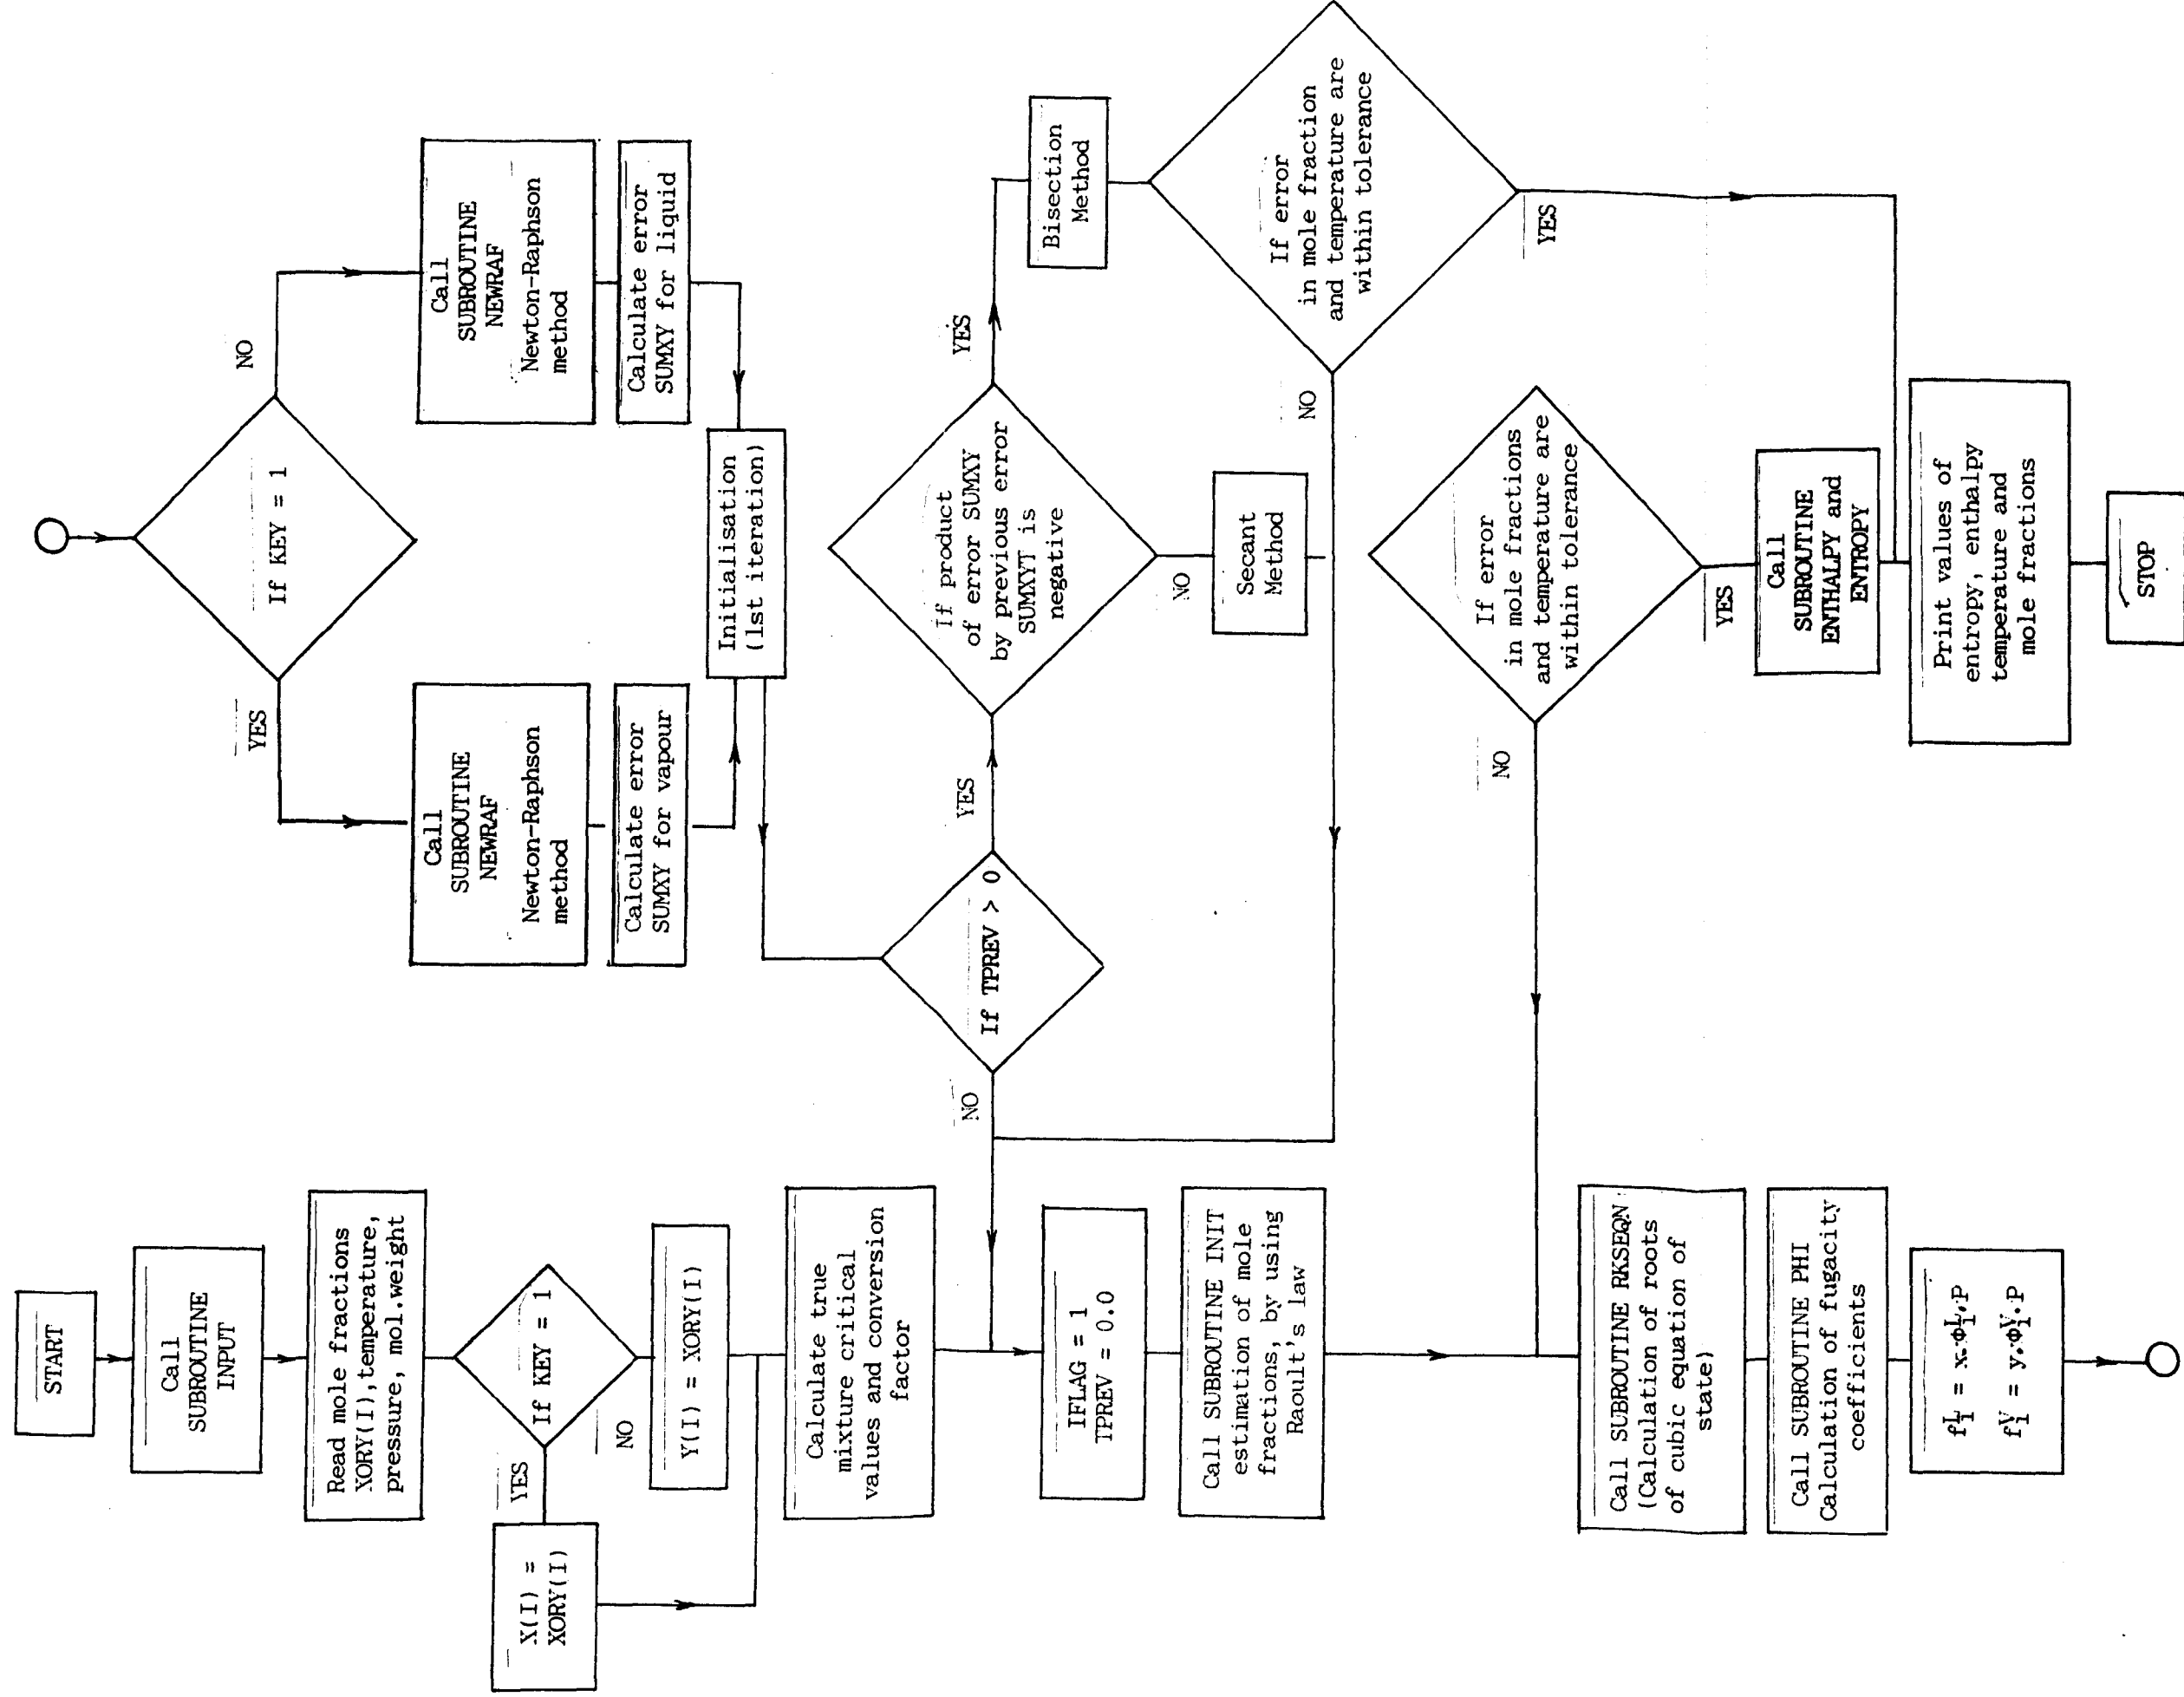 START
Call
SUBROUTINE
INPUT
Read mole fractions
XORY(I),temperature,
pressure, mol.weight
If KEY = 1
YES
NO
X(I) =
XORY(I)
Y(I) = XORY(I)
Calculate true
mixture critical
values and conversion
factor
IFLAG = 1
TPREV = 0.0
Call SUBROUTINE INIT
estimation of mole
fractions, by using
Raoult's law
Call SUBROUTINE RKSEQN
(Calculation of roots
of cubic equation of
state)
Call SUBROUTINE PHI
Calculation of fugacity
coefficients
fᴸᵢ = x.ΦᴸᵢP
fⱽᵢ = y.Φⱽᵢ.P
If KEY = 1
YES
NO
Call
SUBROUTINE
NEWRAF
Newton-Raphson
method
Call
SUBROUTINE
NEWRAF
Newton-Raphson
method
Calculate error
SUMXY for vapour
Calculate error
SUMXY for liquid
Initialisation
(1st iteration)
If TPREV > 0
NO
YES
If product
of error SUMXY
by previous error
SUMXYT is
negative
YES
NO
Bisection
Method
Secant
Method
If error
in mole fraction
and temperature are
within tolerance
NO
YES
If error
in mole fractions
and temperature are
within tolerance
NO
YES
Call
SUBROUTINE
ENTHALPY and
ENTROPY
Print values of
entropy, enthalpy
temperature and
mole fractions
STOP